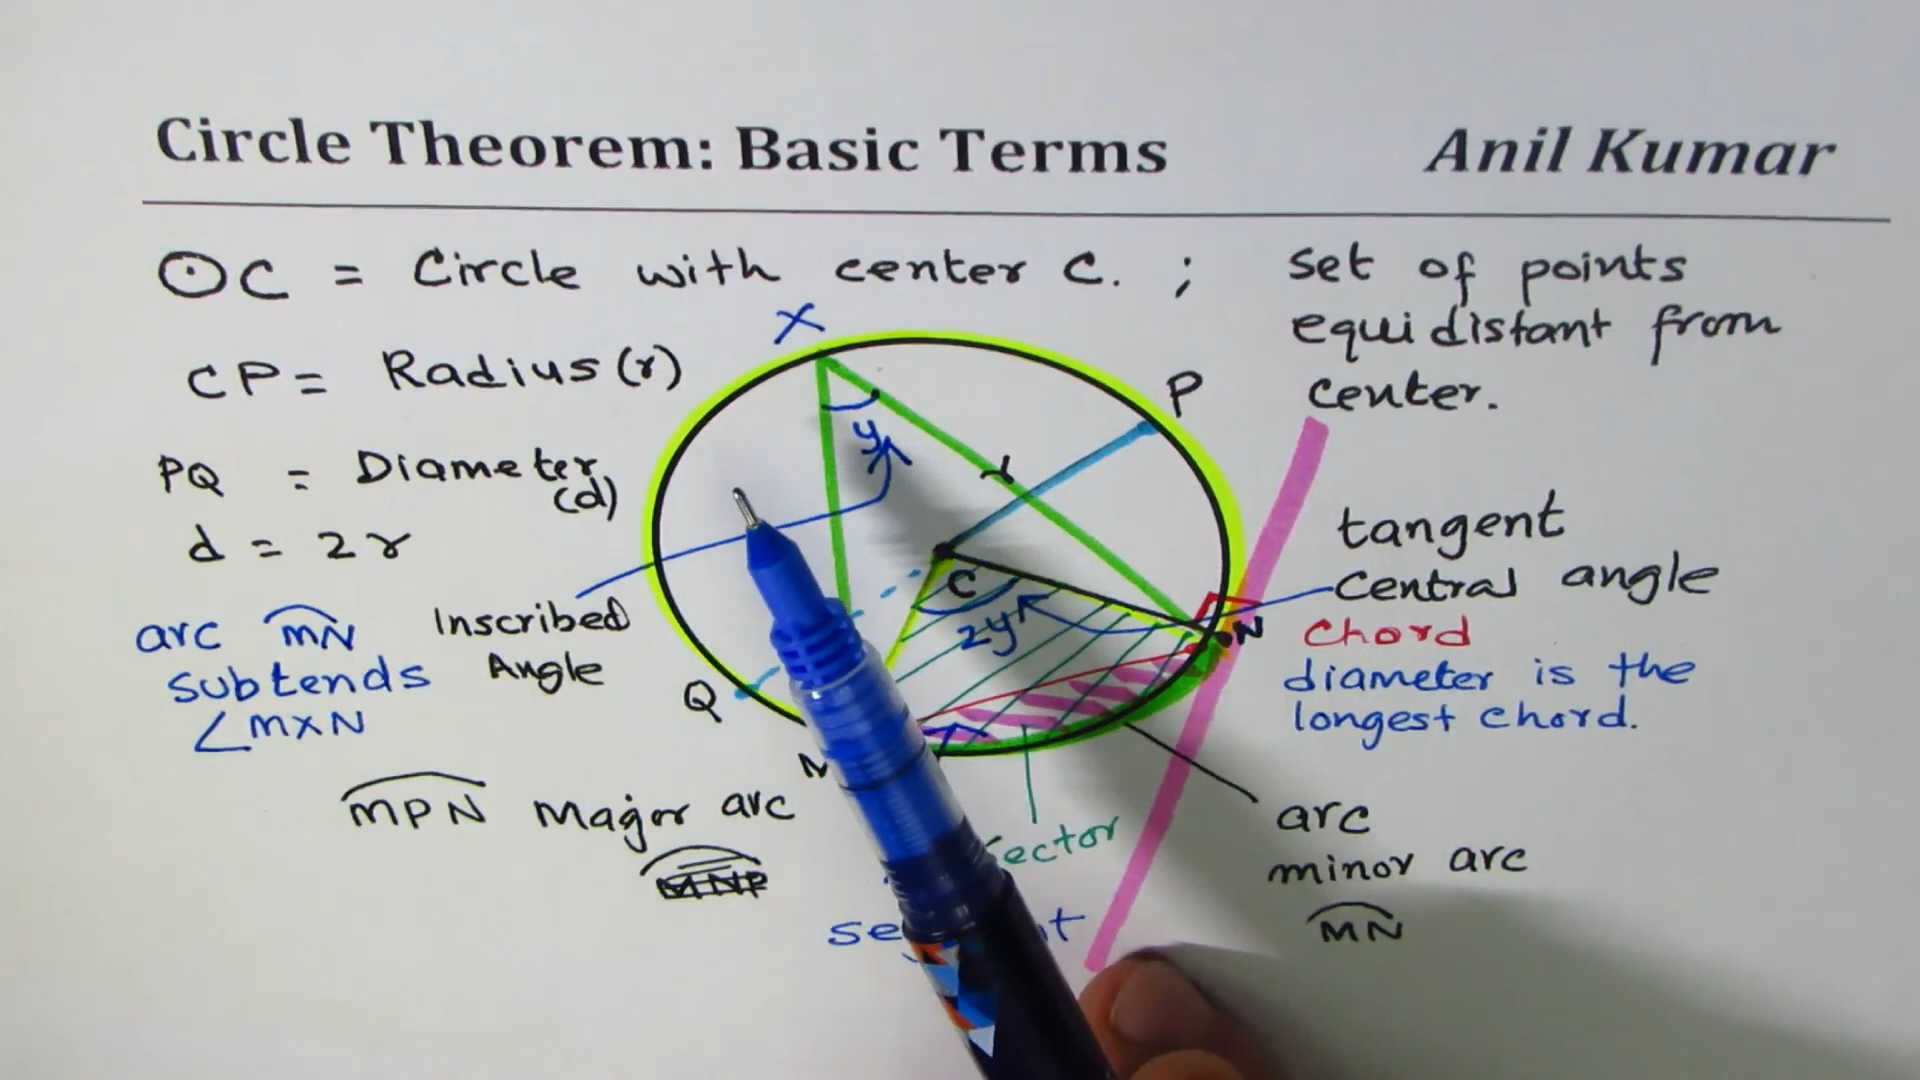 Circle Theorem: Basic Terms
Anil Kumar
⊙C = Circle with center C. ;
set of points
equidistant from
center.
CP = Radius (r)
PQ = Diameter
(d)
d = 2r
X
P
y
r
C
2y
N
Q
M
tangent
Central angle
Chord
diameter is the
longest chord.
Inscribed
Angle
arc MN
subtends
∠MXN
MPN Major arc
arc
minor arc
MN